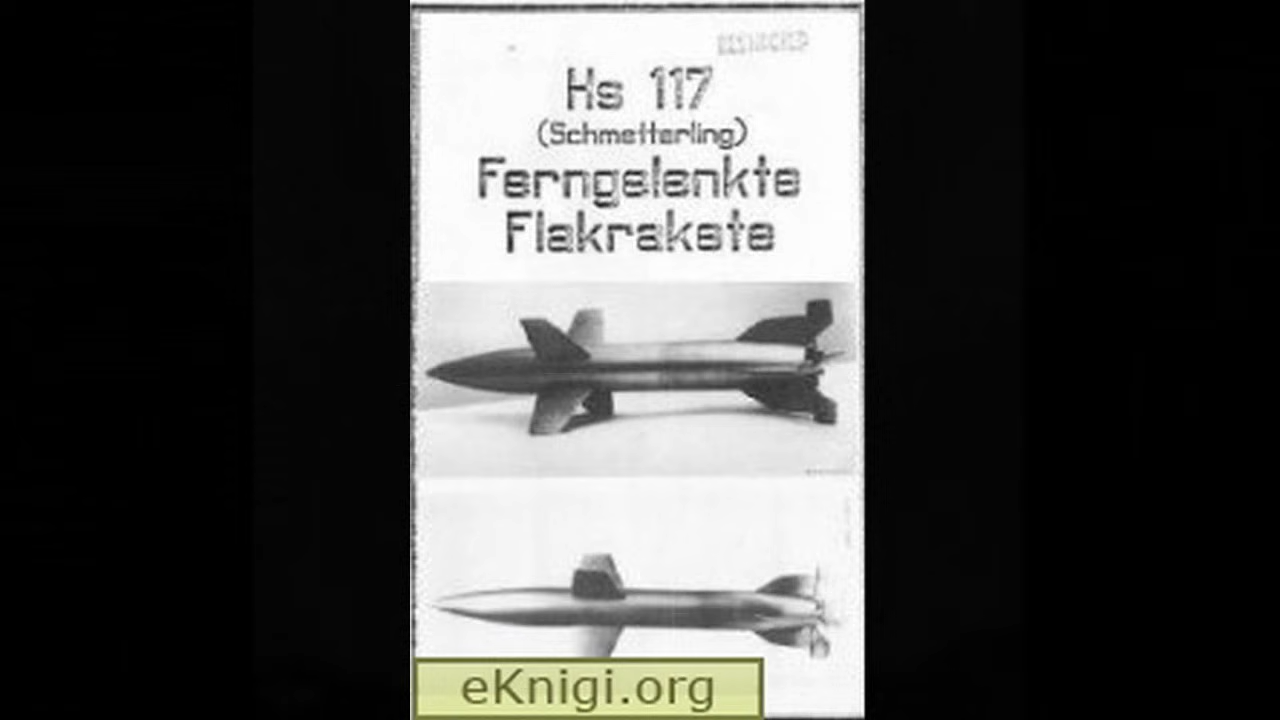 Hs 117
(Schmetterling)
Ferngelenkte
Flakrakete
eKnigi.org